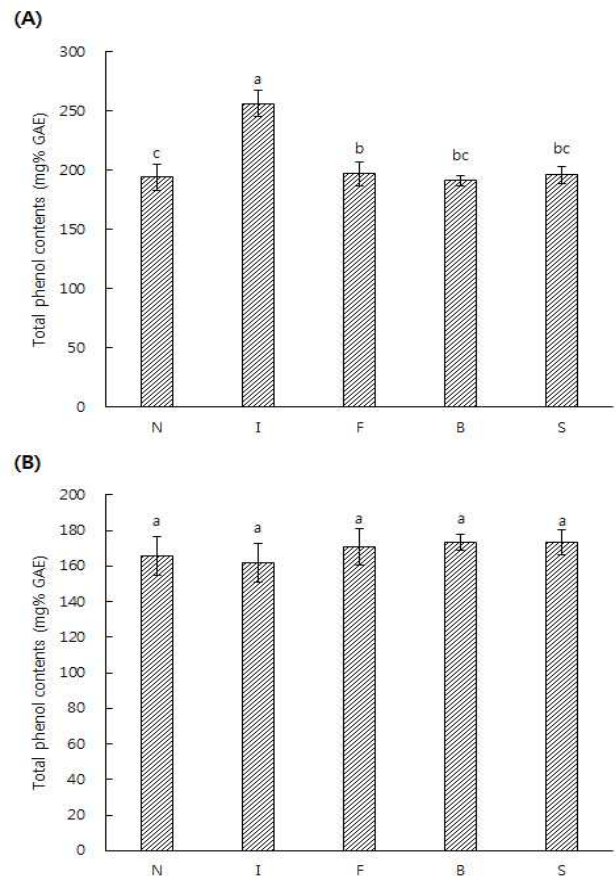 (A)
Total phenol contents (mg% GAE)
300
250
200
150
100
50
0
c
a
b
bc
bc
N I F B S
(B)
Total phenol contents (mg% GAE)
200
180
160
140
120
100
80
60
40
20
0
a a a a a
N I F B S